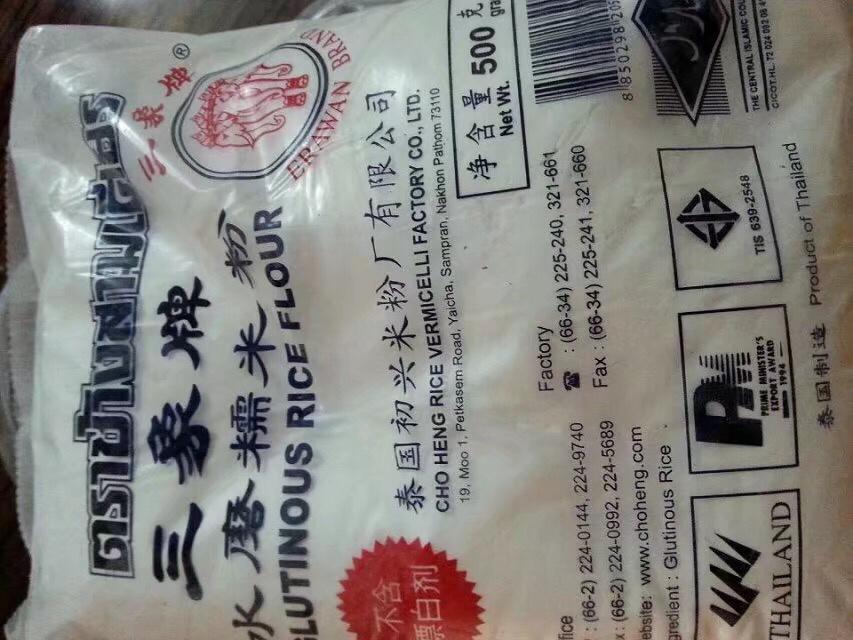 ตราช้างสามเศียร
三象牌
水磨糯米粉
GLUTINOUS RICE FLOUR
三象牌 ®
ERAWAN BRAND
泰国初兴米粉厂有限公司
CHO HENG RICE VERMICELLI FACTORY CO., LTD.
19, Moo 1, Petkasem Road, Yaicha, Sampran, Nakhon Pathom 73110
不含
漂白剂
净含量 500 克
Net Wt.
Factory
☎ : (66-34) 225-240, 321-661
Fax : (66-34) 225-241, 321-660
: (66-2) 224-0144, 224-9740
: (66-2) 224-0992, 224-5689
www.choheng.com
: Glutinous Rice
THAILAND
PRIME MINISTER'S
EXPORT AWARD
1994
TIS 639-2548
THE CENTRAL ISLAMIC
泰国制造 Product of Thailand